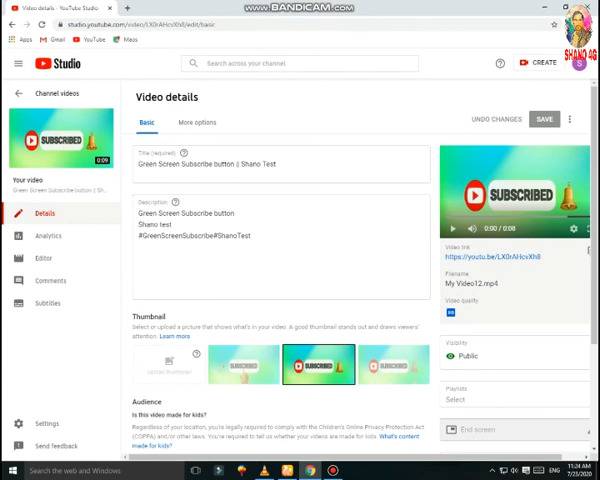 Video details - YouTube Studio
www.BANDICAM.com
studio.youtube.com/video/LX0rAHcvXh8/edit/basic
Apps
Gmail
YouTube
Maps
SHANO 4G
Studio
Search across your channel
CREATE
S
Channel videos
SUBSCRIBED
0:09
Your video
Green Screen Subscribe button || Sh...
Details
Analytics
Editor
Comments
Subtitles
Settings
Send feedback
Video details
UNDO CHANGES
SAVE
Basic
More options
Title (required)
Green Screen Subscribe button || Shano Test
Description
Green Screen Subscribe button
Shano test
#GreenScreenSubscribe#ShanoTest
Thumbnail
Select or upload a picture that shows what's in your video. A good thumbnail stands out and draws viewers'
attention. Learn more
Upload thumbnail
SUBSCRIBED
SUBSCRIBED
SUBSCRIBED
Audience
Is this video made for kids?
Regardless of your location, you're legally required to comply with the Children's Online Privacy Protection Act
(COPPA) and/or other laws. You're required to tell us whether your videos are made for kids. What's content
made for kids?
SUBSCRIBED
0:00 / 0:08
Video link
https://youtu.be/LX0rAHcvXh8
Filename
My Video12.mp4
Video quality
SD
Visibility
Public
Playlists
Select
End screen
Search the web and Windows
ENG
11:24 AM
7/23/2020